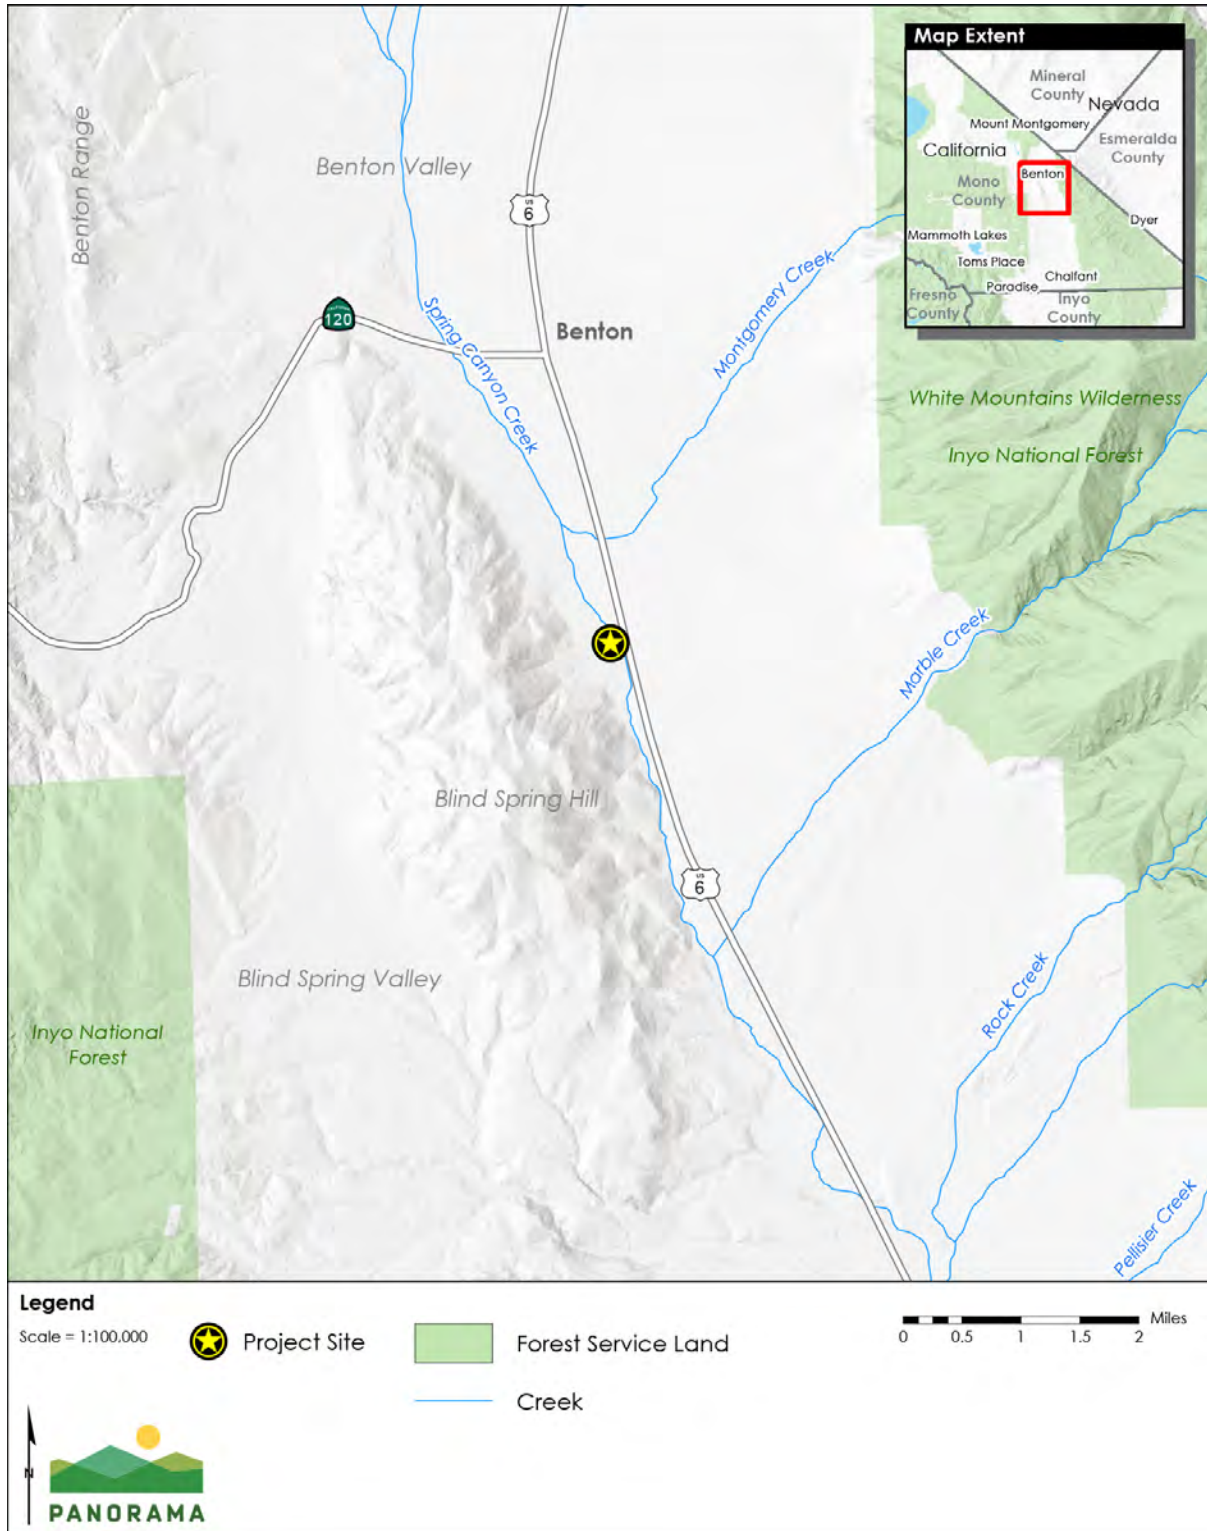 Map Extent
Mineral
County
Nevada
Mount Montgomery
Esmeralda
County
California
Benton
Mono
County
Dyer
Mammoth Lakes
Toms Place
Chalfant
Paradise
Fresno
County
Inyo
County
Benton Range
Benton Valley
US
6
120
Spring Canyon Creek
Benton
Montgomery Creek
White Mountains Wilderness
Inyo National Forest
Marble Creek
Blind Spring Hill
US
6
Blind Spring Valley
Rock Creek
Inyo National
Forest
Pellisier Creek
Legend
Scale = 1:100,000
Project Site
Forest Service Land
Creek
Miles
0 0.5 1 1.5 2
N
PANORAMA